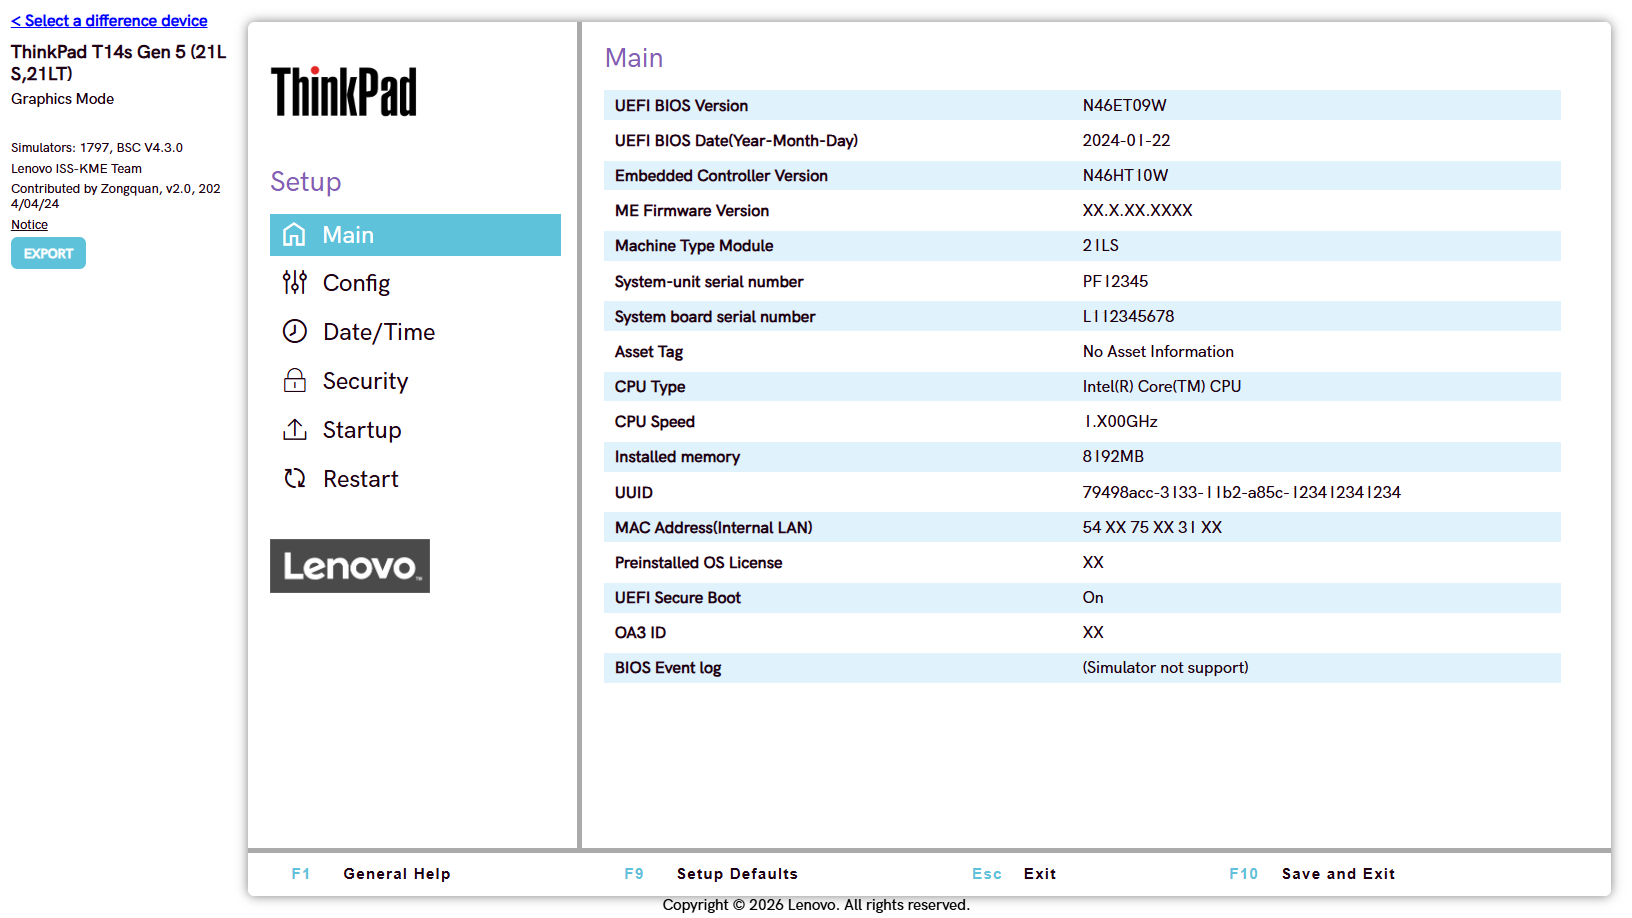 < Select a difference device
ThinkPad T14s Gen 5 (21L
S,21LT)
Graphics Mode
Simulators: 1797, BSC V4.3.0
Lenovo ISS-KME Team
Contributed by Zongquan, v2.0, 202
4/04/24
Notice
EXPORT
ThinkPad
Setup
Main
Config
Date/Time
Security
Startup
Restart
Lenovo™
Main
UEFI BIOS Version N46ET09W
UEFI BIOS Date(Year-Month-Day) 2024-01-22
Embedded Controller Version N46HT10W
ME Firmware Version XX.X.XX.XXXX
Machine Type Module 21LS
System-unit serial number PF12345
System board serial number L112345678
Asset Tag No Asset Information
CPU Type Intel(R) Core(TM) CPU
CPU Speed 1.X00GHz
Installed memory 8192MB
UUID 79498acc-3133-11b2-a85c-123412341234
MAC Address(Internal LAN) 54 XX 75 XX 31 XX
Preinstalled OS License XX
UEFI Secure Boot On
OA3 ID XX
BIOS Event log (Simulator not support)
F1 General Help F9 Setup Defaults Esc Exit F10 Save and Exit
Copyright © 2026 Lenovo. All rights reserved.